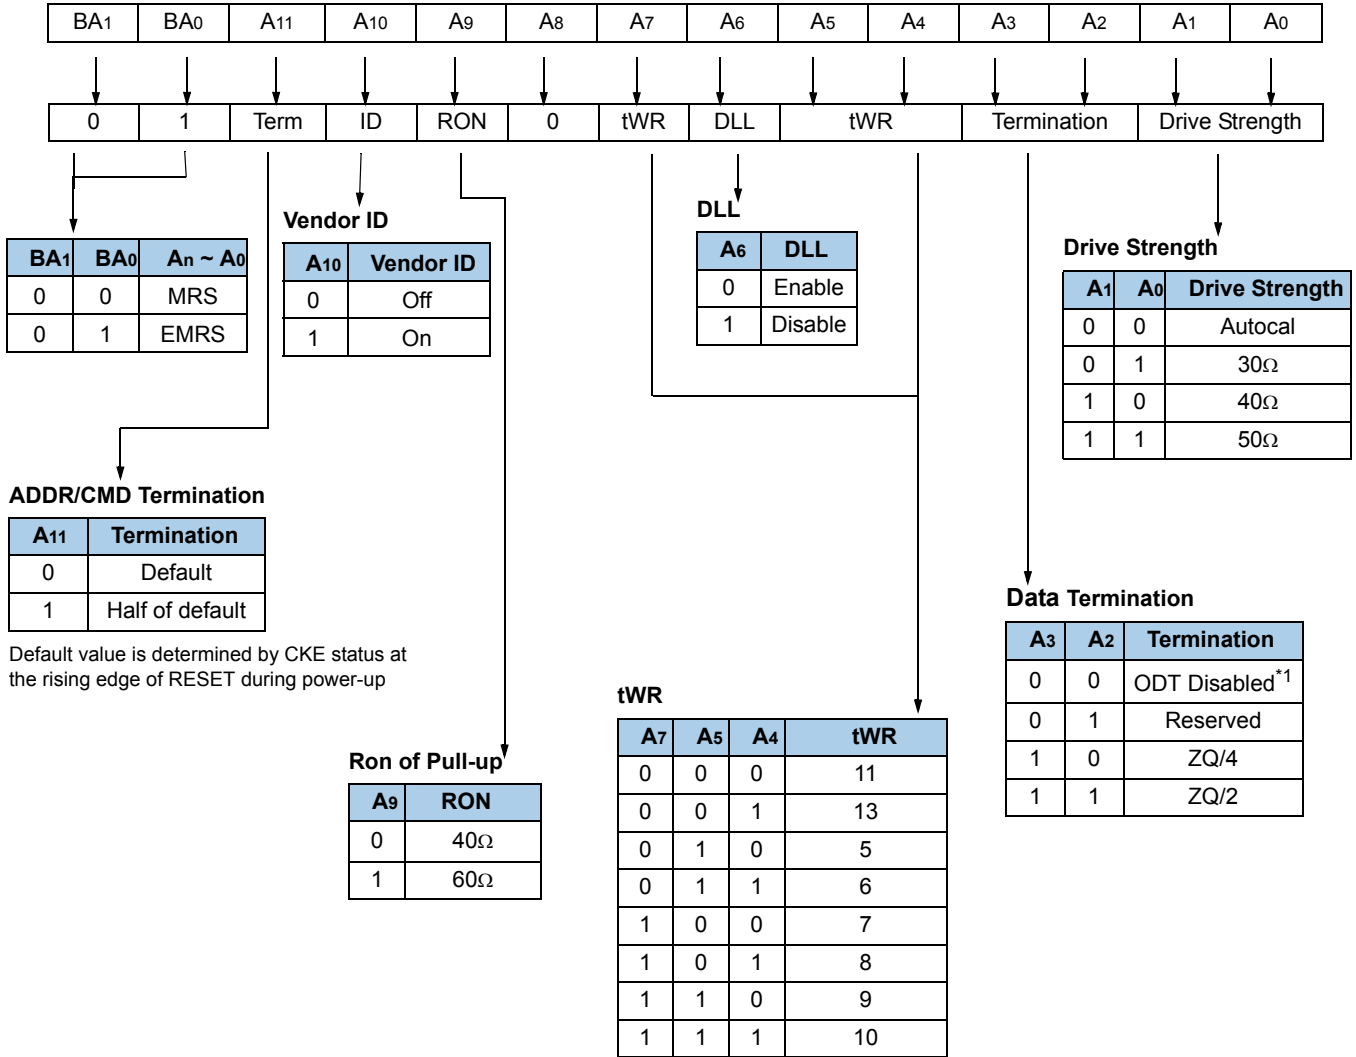 BA1 BA0 A11 A10 A9 A8 A7 A6 A5 A4 A3 A2 A1 A0
0 1 Term ID RON 0 tWR DLL tWR Termination Drive Strength
BA1 BA0 An ~ A0
0 0 MRS
0 1 EMRS
Vendor ID
A10 Vendor ID
0 Off
1 On
DLL
A6 DLL
0 Enable
1 Disable
Drive Strength
A1 A0 Drive Strength
0 0 Autocal
0 1 30Ω
1 0 40Ω
1 1 50Ω
ADDR/CMD Termination
A11 Termination
0 Default
1 Half of default
Default value is determined by CKE status at
the rising edge of RESET during power-up
Data Termination
A3 A2 Termination
0 0 ODT Disabled*1
0 1 Reserved
1 0 ZQ/4
1 1 ZQ/2
Ron of Pull-up
A9 RON
0 40Ω
1 60Ω
tWR
A7 A5 A4 tWR
0 0 0 11
0 0 1 13
0 1 0 5
0 1 1 6
1 0 0 7
1 0 1 8
1 1 0 9
1 1 1 10